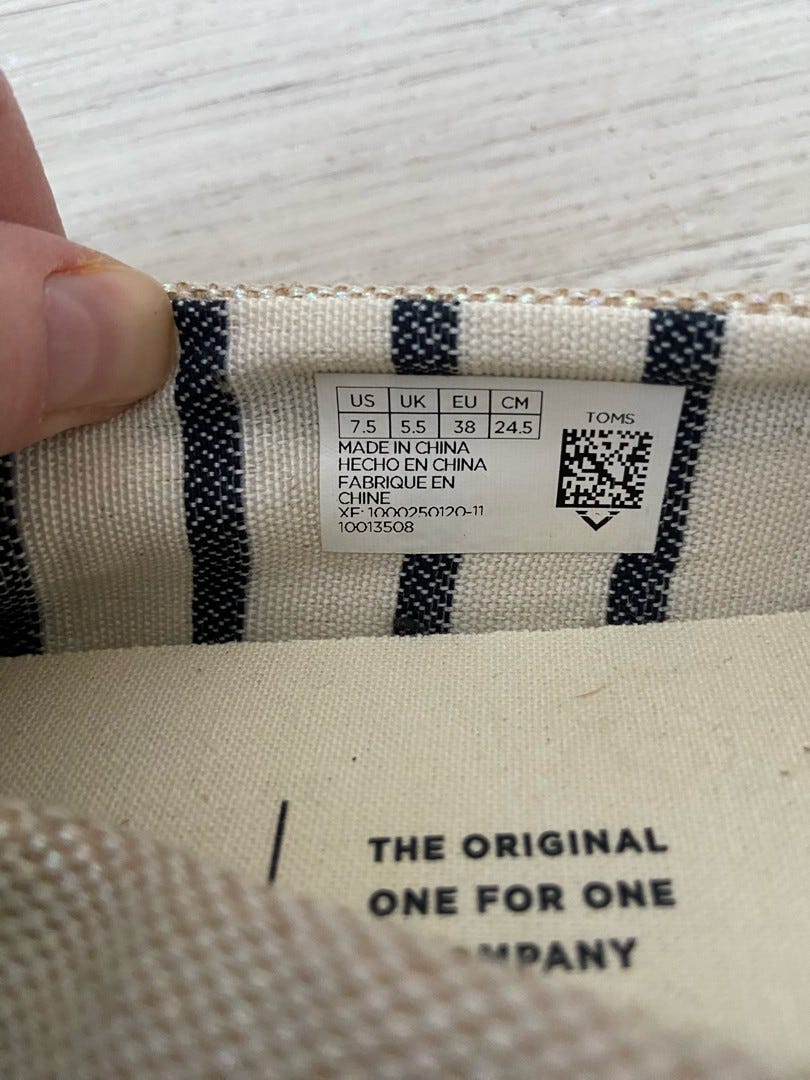 US UK EU CM
7.5 5.5 38 24.5
MADE IN CHINA
HECHO EN CHINA
FABRIQUE EN
CHINE
XF: 1000250120-11
10013508
TOMS
THE ORIGINAL
ONE FOR ONE